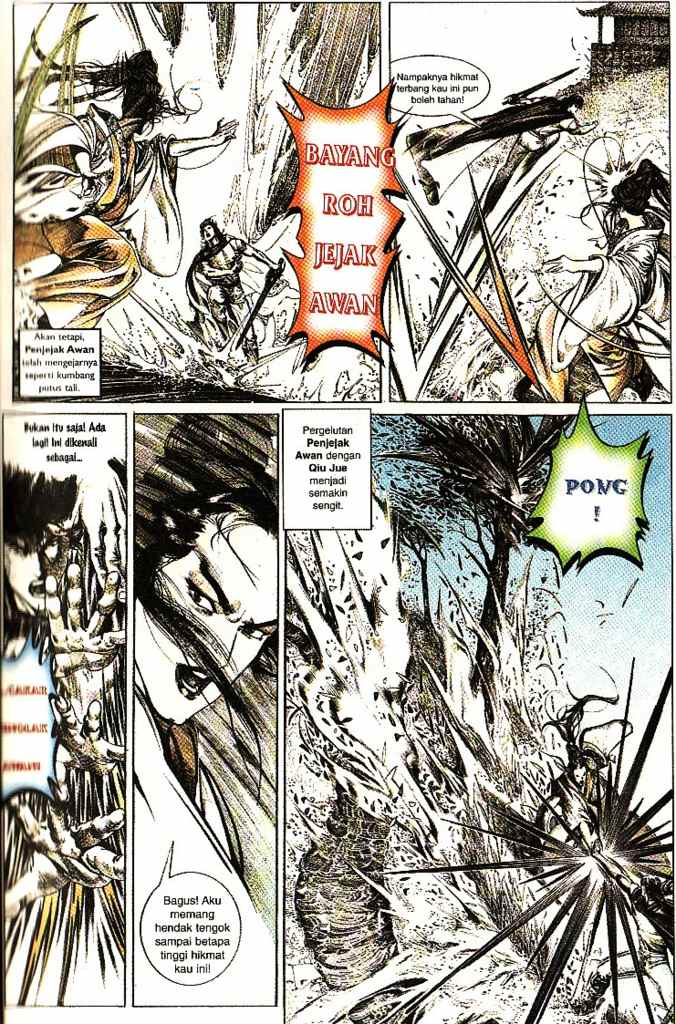 Nampaknya hikmat
terbang kau ini pun
boleh tahan!
BAYANG
ROH
JEJAK
AWAN
Akan tetapi,
Penjejak Awan
telah mengejarnya
seperti kumbang
putus tali.
Bukan itu saja! Ada
lagi! Ini dikenali
sebagai...
AWAN
Bagus! Aku
memang
hendak tengok
sampai betapa
tinggi hikmat
kau ini!
Pergelutan
Penjejak
Awan dengan
Qiu Jue
menjadi
semakin
sengit.
PONG
!